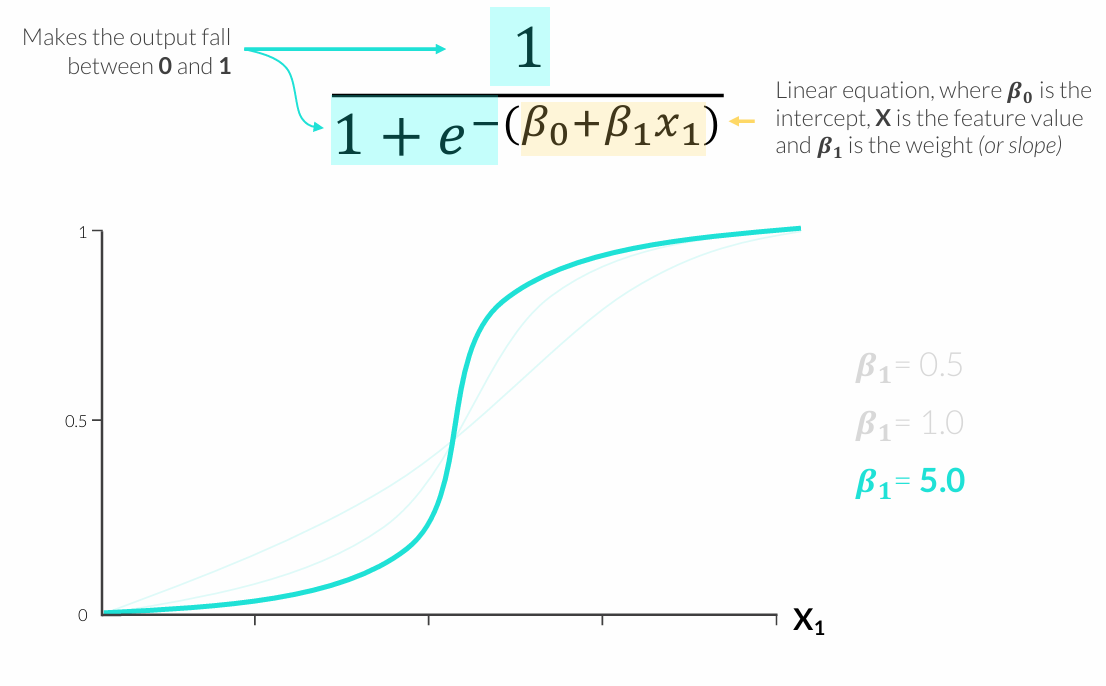 Makes the output fall
between 0 and 1
1
1 + e^−(β₀+β₁x₁)
Linear equation, where β₀ is the
intercept, X is the feature value
and β₁ is the weight (or slope)
1
0.5
0
X₁
β₁= 0.5
β₁= 1.0
β₁= 5.0